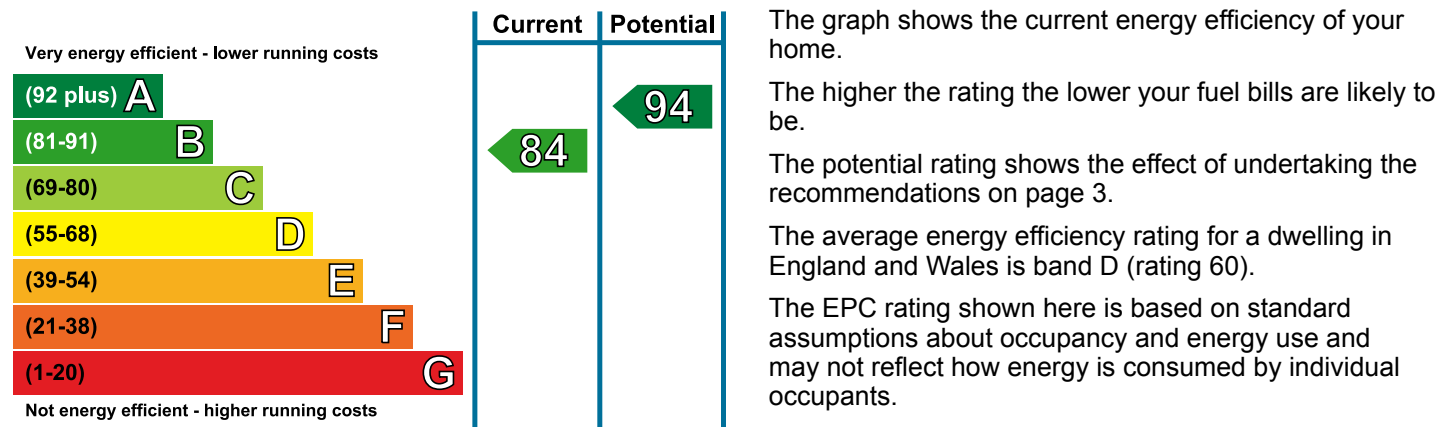 Current Potential
Very energy efficient - lower running costs
(92 plus) A
94
(81-91) B
84
(69-80) C
(55-68) D
(39-54) E
(21-38) F
(1-20) G
Not energy efficient - higher running costs
The graph shows the current energy efficiency of your
home.
The higher the rating the lower your fuel bills are likely to
be.
The potential rating shows the effect of undertaking the
recommendations on page 3.
The average energy efficiency rating for a dwelling in
England and Wales is band D (rating 60).
The EPC rating shown here is based on standard
assumptions about occupancy and energy use and
may not reflect how energy is consumed by individual
occupants.